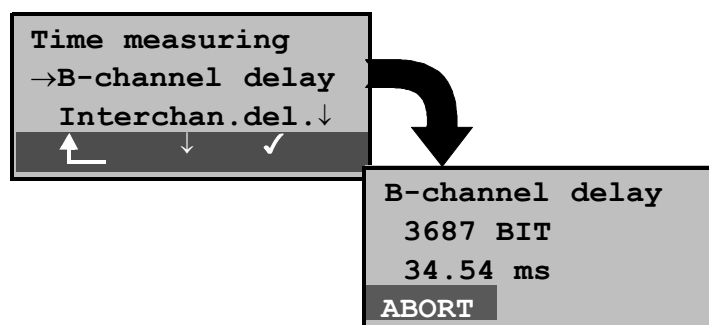 Time measuring
→B-channel delay
Interchan.del.↓
↓ ✓
B-channel delay
3687 BIT
34.54 ms
ABORT